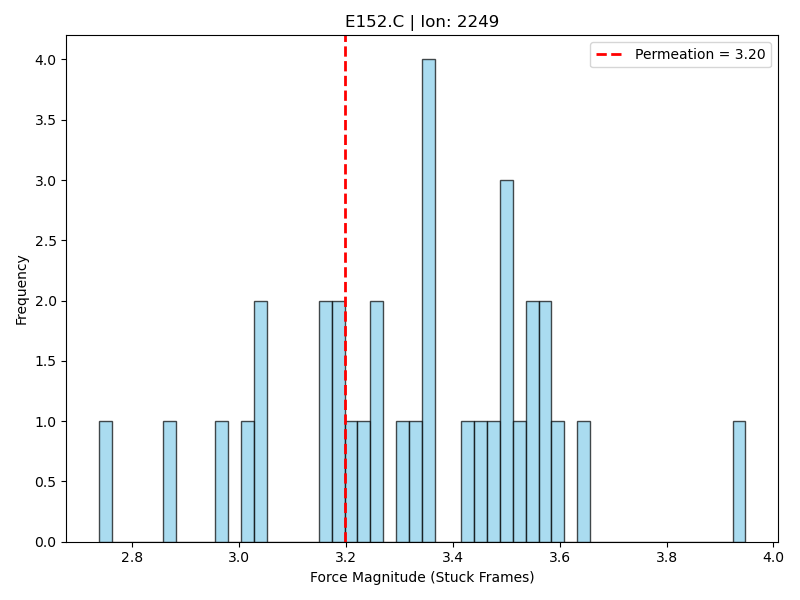 E152.C | Ion: 2249
Permeation = 3.20
4.0
3.5
3.0
2.5
2.0
1.5
1.0
0.5
0.0
Frequency
2.8 3.0 3.2 3.4 3.6 3.8 4.0
Force Magnitude (Stuck Frames)